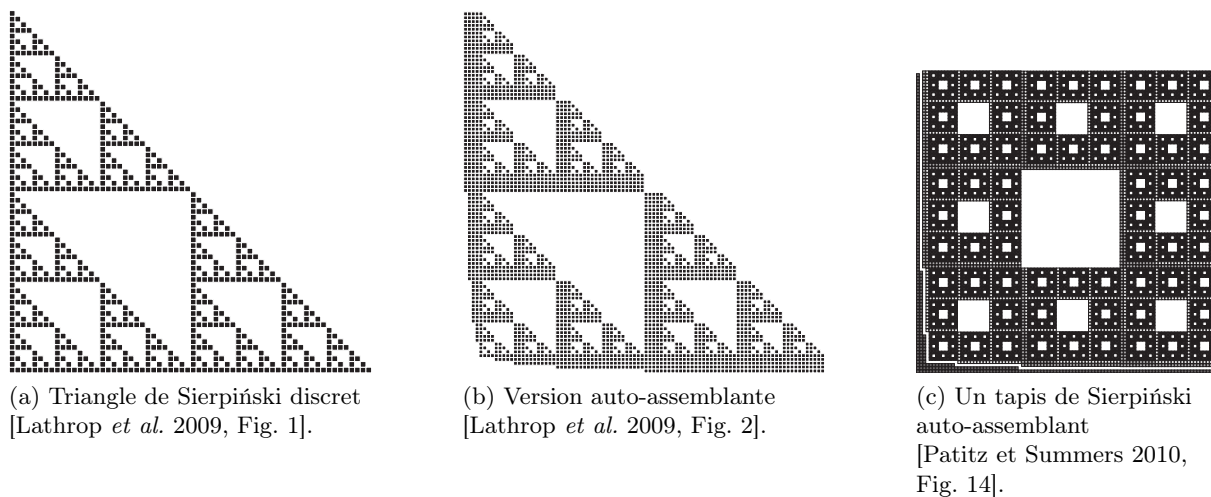 (a) Triangle de Sierpiński discret
[Lathrop et al. 2009, Fig. 1].
(b) Version auto-assemblante
[Lathrop et al. 2009, Fig. 2].
(c) Un tapis de Sierpiński
auto-assemblant
[Patitz et Summers 2010,
Fig. 14].